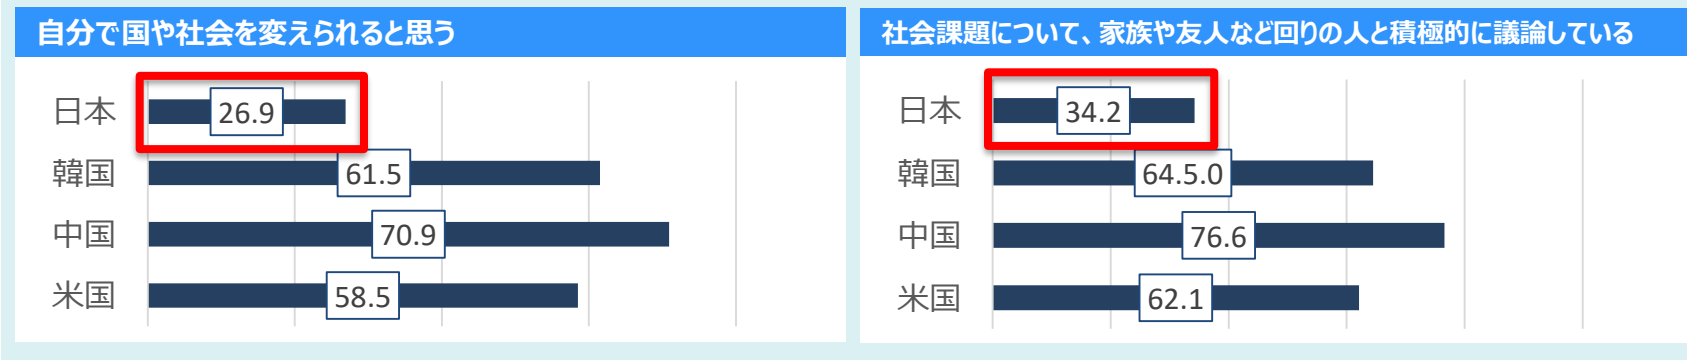 自分で国や社会を変えられると思う
日本 26.9
韓国 61.5
中国 70.9
米国 58.5
社会課題について、家族や友人など回りの人と積極的に議論している
日本 34.2
韓国 64.5.0
中国 76.6
米国 62.1